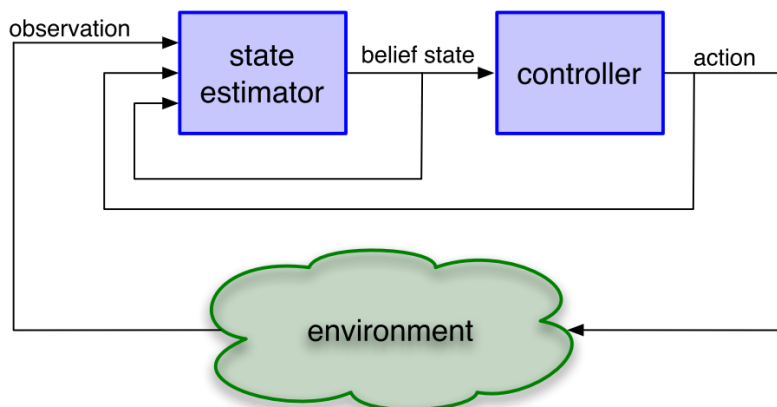 observation
state
estimator
belief state
controller
action
environment